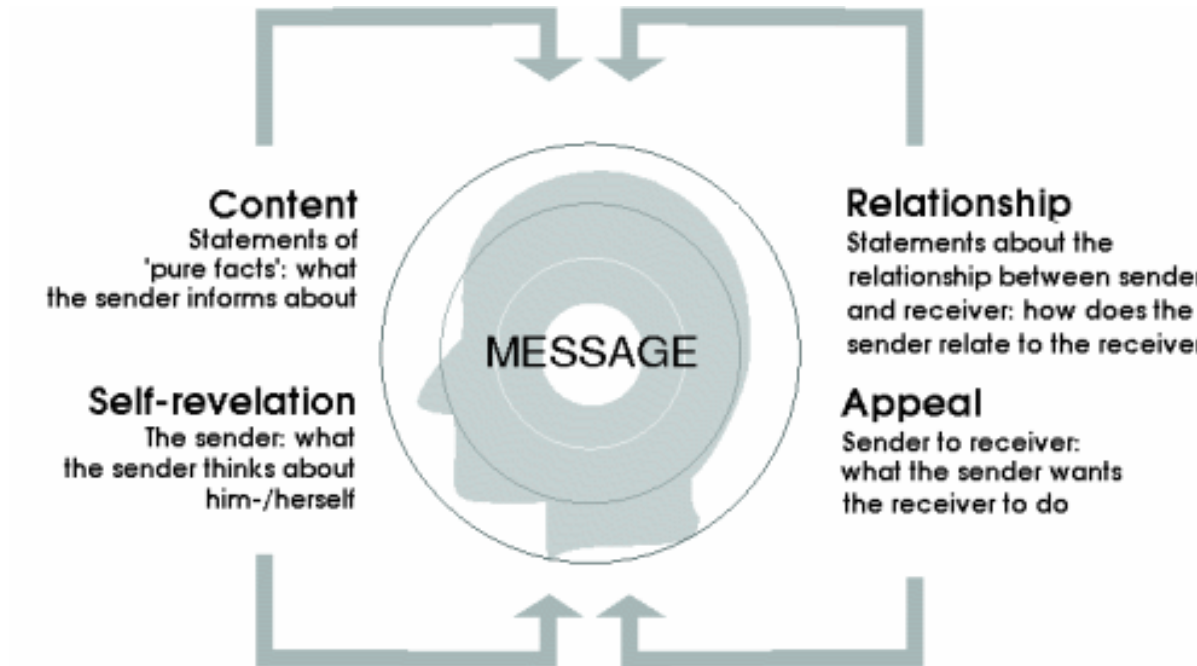 Content
Statements of
'pure facts': what
the sender informs about
Self-revelation
The sender: what
the sender thinks about
him-/herself
MESSAGE
Relationship
Statements about the
relationship between sender
and receiver: how does the
sender relate to the receiver
Appeal
Sender to receiver:
what the sender wants
the receiver to do